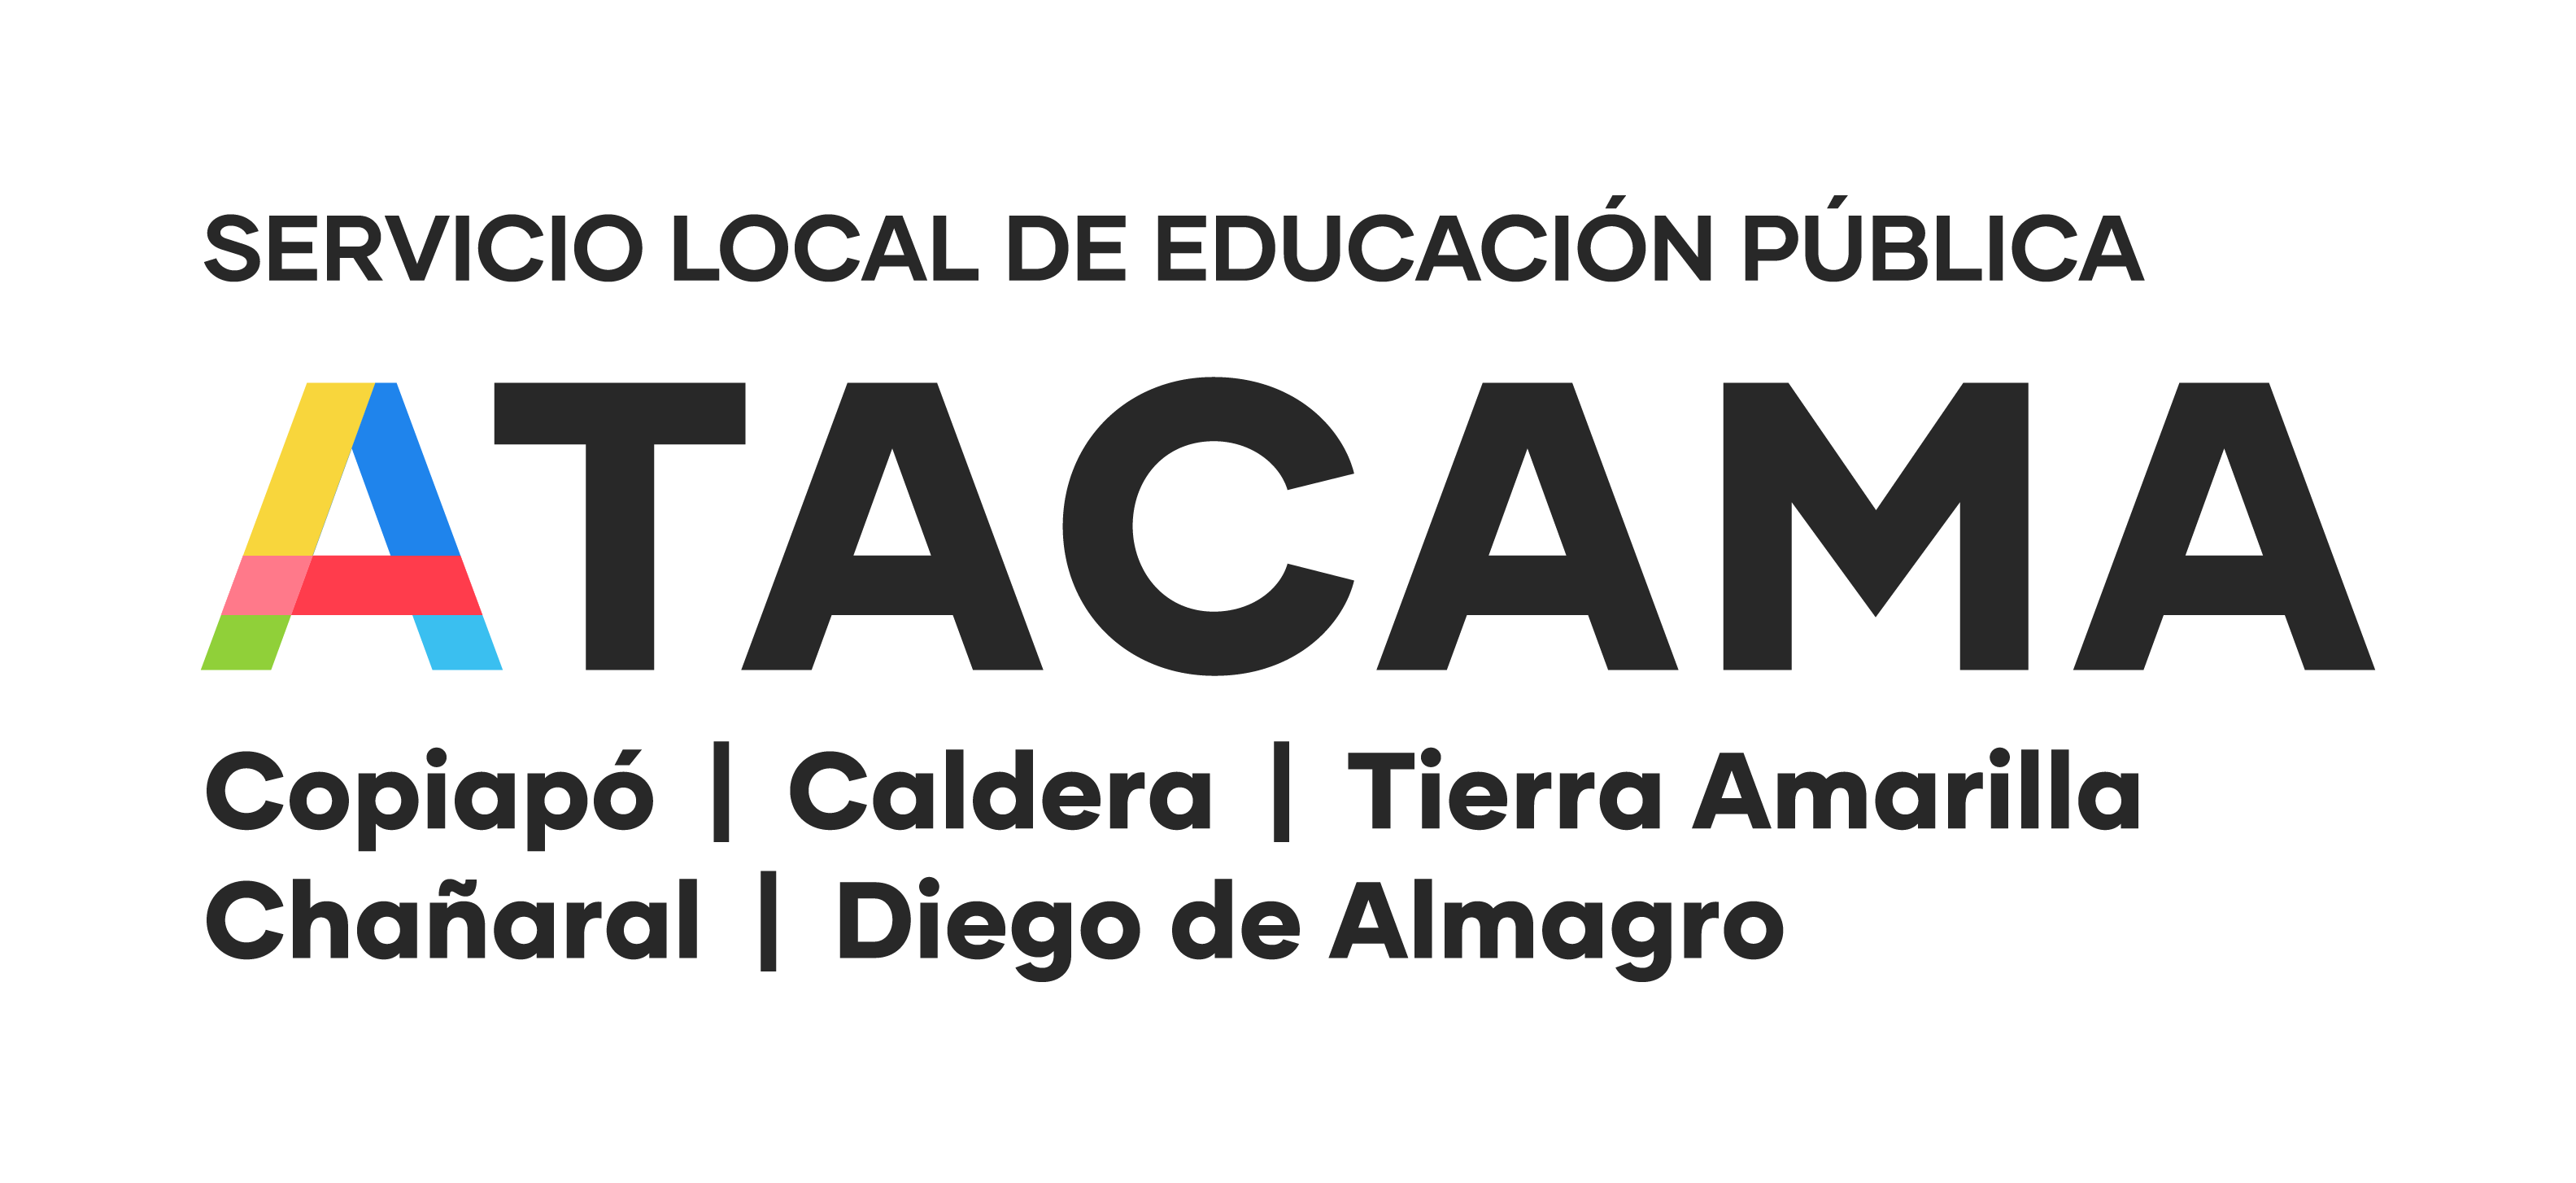 SERVICIO LOCAL DE EDUCACIÓN PÚBLICA
ATACAMA
Copiapó | Caldera | Tierra Amarilla
Chañaral | Diego de Almagro